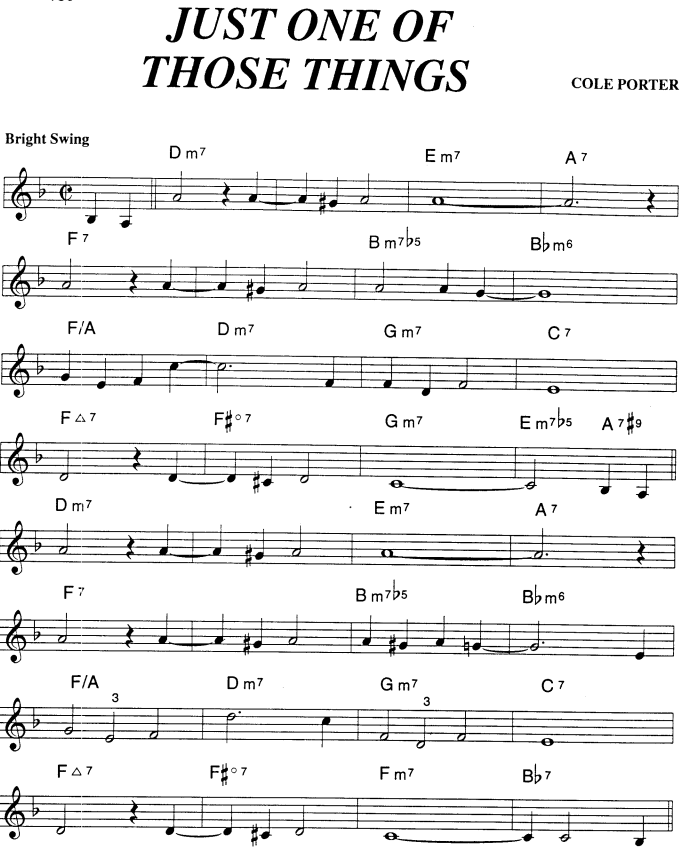 JUST ONE OF
THOSE THINGS
COLE PORTER
Bright Swing
D m7 E m7 A 7
F 7 B m7♭5 B♭m6
F/A D m7 G m7 C 7
F △ 7 F♯° 7 G m7 E m7♭5 A 7♯9
D m7 E m7 A 7
F 7 B m7♭5 B♭m6
F/A D m7 G m7 C 7
3 3
F △ 7 F♯° 7 F m7 B♭7